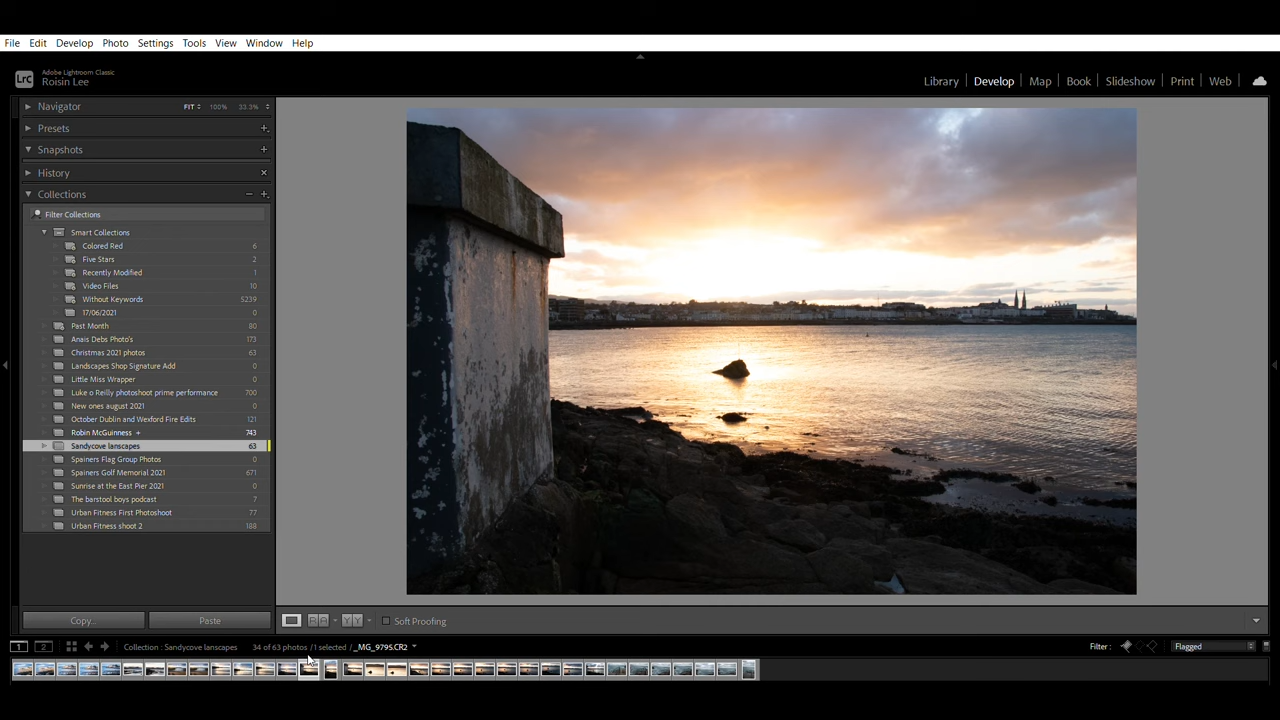 File Edit Develop Photo Settings Tools View Window Help
LrC
Adobe Lightroom Classic
Roisin Lee
Library Develop Map Book Slideshow Print Web
Navigator FIT 100% 33.3%
Presets
Snapshots
History
Collections
Filter Collections
Smart Collections
Colored Red 6
Five Stars 2
Recently Modified 1
Video Files 10
Without Keywords 5239
17/06/2021 0
Past Month 80
Anais Debs Photo's 173
Christmas 2021 photos 63
Landscapes Shop Signature Add 0
Little Miss Wrapper 0
Luke o Reilly photoshoot prime performance 700
New ones august 2021 0
October Dublin and Wexford Fire Edits 121
Robin McGuinness + 743
Sandycove lanscapes 63
Spainers Flag Group Photos 0
Spainers Golf Memorial 2021 671
Sunrise at the East Pier 2021 0
The barstool boys podcast 7
Urban Fitness First Photoshoot 77
Urban Fitness shoot 2 188
Copy... Paste
R A Y Y Soft Proofing
1 2 Collection : Sandycove lanscapes 34 of 63 photos /1 selected / _MG_9795.CR2 Filter : Flagged